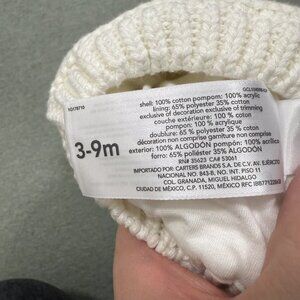 3-9m
shell: 100% cotton pompom: 100% acrylic
lining: 65% polyester 35% cotton
exclusive of decoration exclusive of trimming
couche extérieure: 100 % coton
pompon: 100 % acrylique
doublure: 65 % polyester 35 % coton
décoration non comprise garniture non comprise
exterior: 100% ALGODÓN pompón: 100% acrílico
forro: 65% poliéster 35% ALGODÓN
RN# 35623 CA# 53061
IMPORTADO POR: CARTERS BRANDS S.A. DE C.V. AV. EJÉRCITO
NACIONAL NO. 843-B, NO. INT. PISO 11
COL. GRANADA, MIGUEL HIDALGO
CIUDAD DE MÉXICO, C.P. 11520, MÉXICO RFC